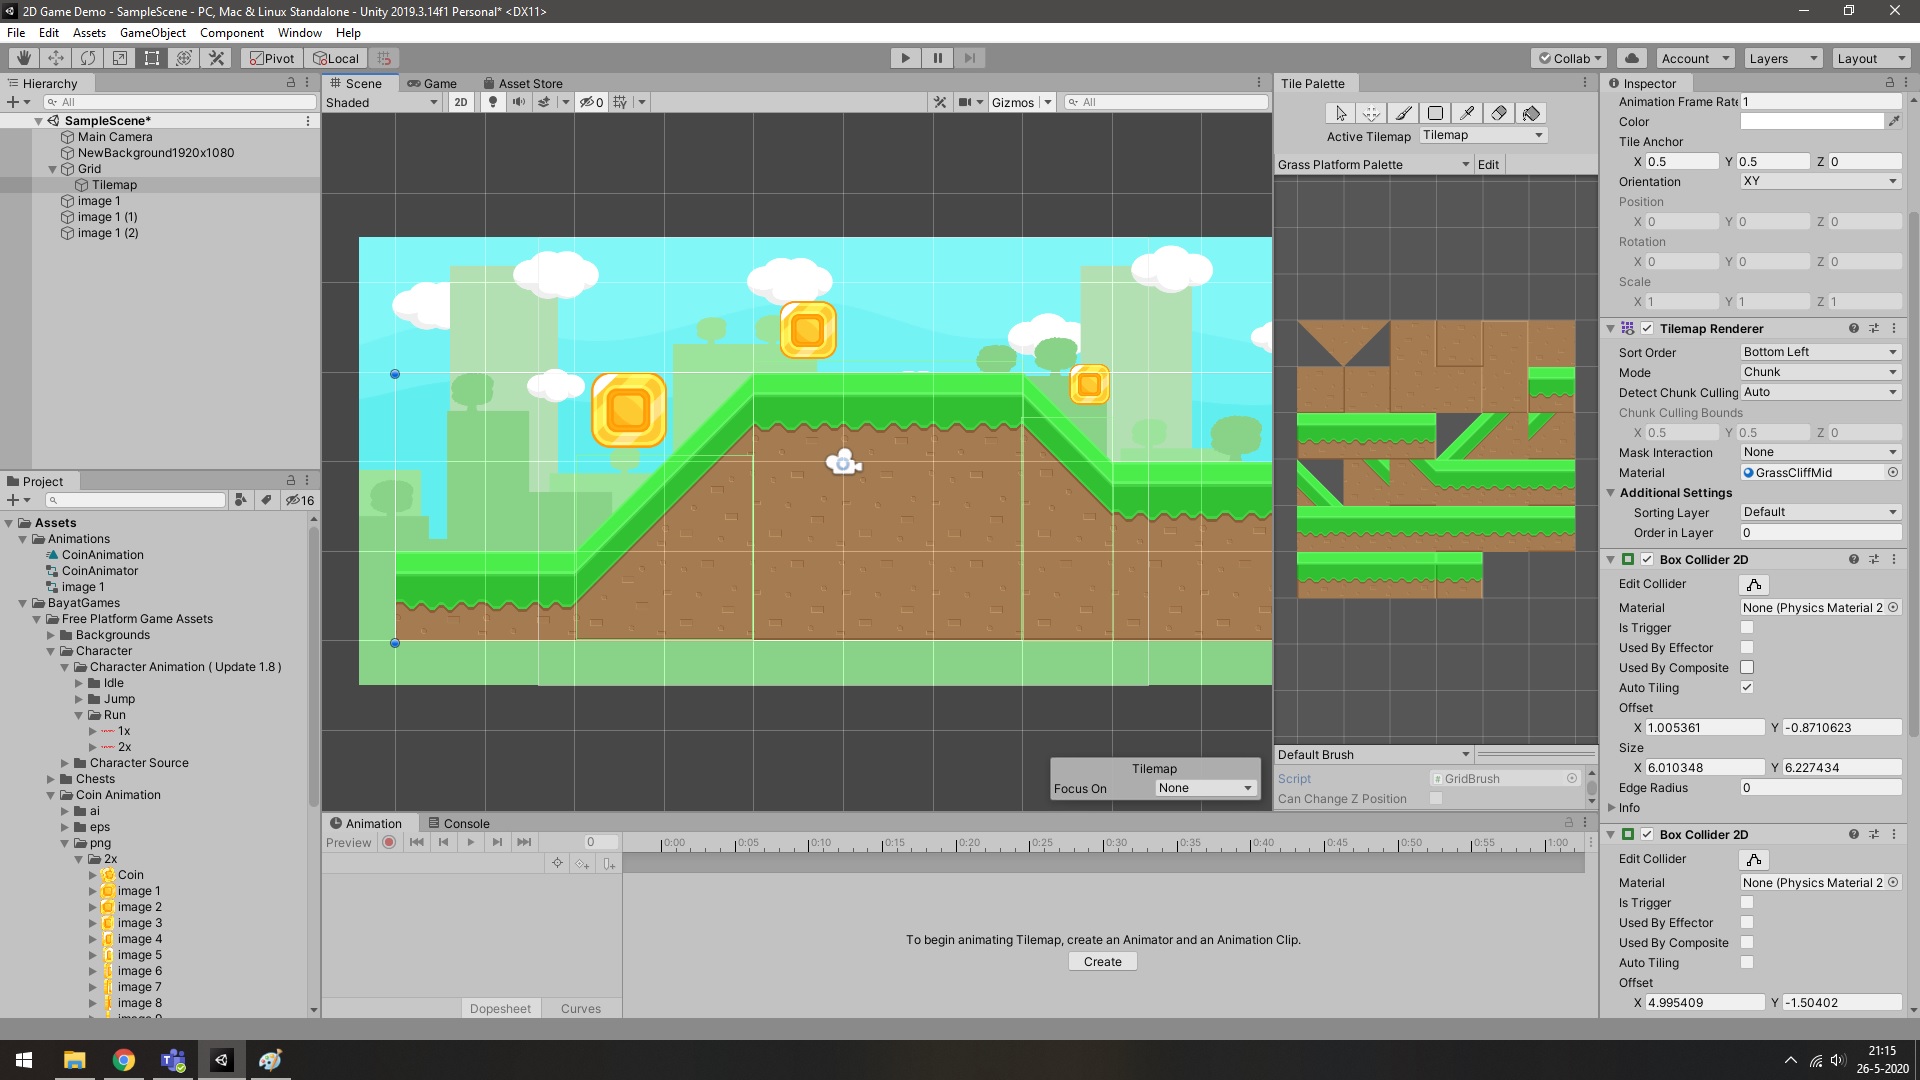 2D Game Demo - SampleScene - PC, Mac & Linux Standalone - Unity 2019.3.14f1 Personal* <DX11>
File Edit Assets GameObject Component Window Help
Pivot Local Collab Account Layers Layout
Hierarchy
All
SampleScene*
Main Camera
NewBackground1920x1080
Grid
Tilemap
image 1
image 1 (1)
image 1 (2)
Project
16
Assets
Animations
CoinAnimation
CoinAnimator
image 1
BayatGames
Free Platform Game Assets
Backgrounds
Character
Character Animation ( Update 1.8 )
Idle
Jump
Run
1x
2x
Character Source
Chests
Coin Animation
ai
eps
png
2x
Coin
image 1
image 2
image 3
image 4
image 5
image 6
image 7
image 8
Scene Game Asset Store
Shaded 2D 0 Gizmos All
Tilemap
Focus On None
Animation Console
Preview 0 0:00 0:05 0:10 0:15 0:20 0:25 0:30 0:35 0:40 0:45 0:50 0:55 1:00
To begin animating Tilemap, create an Animator and an Animation Clip.
Create
Dopesheet Curves
Tile Palette
Active Tilemap Tilemap
Grass Platform Palette Edit
Default Brush
Script GridBrush
Can Change Z Position
Inspector
Animation Frame Rate 1
Color
Tile Anchor
X 0.5 Y 0.5 Z 0
Orientation XY
Position
X 0 Y 0 Z 0
Rotation
X 0 Y 0 Z 0
Scale
X 1 Y 1 Z 1
Tilemap Renderer
Sort Order Bottom Left
Mode Chunk
Detect Chunk Culling Auto
Chunk Culling Bounds
X 0.5 Y 0.5 Z 0
Mask Interaction None
Material GrassCliffMid
Additional Settings
Sorting Layer Default
Order in Layer 0
Box Collider 2D
Edit Collider
Material None (Physics Material 2
Is Trigger
Used By Effector
Used By Composite
Auto Tiling
Offset
X 1.005361 Y -0.8710623
Size
X 6.010348 Y 6.227434
Edge Radius 0
Info
Box Collider 2D
Edit Collider
Material None (Physics Material 2
Is Trigger
Used By Effector
Used By Composite
Auto Tiling
Offset
X 4.995409 Y -1.50402
21:15
26-5-2020